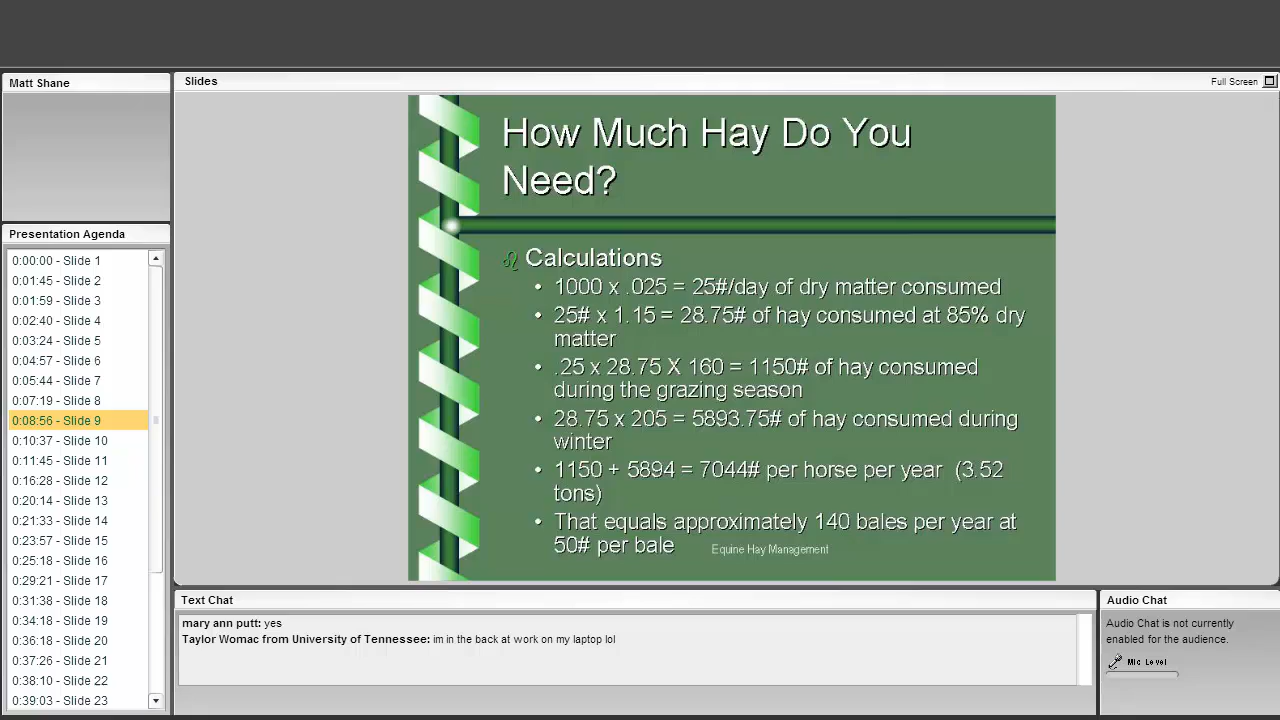 Matt Shane
Slides
Full Screen
How Much Hay Do You
Need?
Calculations
• 1000 x .025 = 25#/day of dry matter consumed
• 25# x 1.15 = 28.75# of hay consumed at 85% dry
matter
• .25 x 28.75 X 160 = 1150# of hay consumed
during the grazing season
• 28.75 x 205 = 5893.75# of hay consumed during
winter
• 1150 + 5894 = 7044# per horse per year (3.52
tons)
• That equals approximately 140 bales per year at
50# per bale
Equine Hay Management
Presentation Agenda
0:00:00 - Slide 1
0:01:45 - Slide 2
0:01:59 - Slide 3
0:02:40 - Slide 4
0:03:24 - Slide 5
0:04:57 - Slide 6
0:05:44 - Slide 7
0:07:19 - Slide 8
0:08:56 - Slide 9
0:10:37 - Slide 10
0:11:45 - Slide 11
0:16:28 - Slide 12
0:20:14 - Slide 13
0:21:33 - Slide 14
0:23:57 - Slide 15
0:25:18 - Slide 16
0:29:21 - Slide 17
0:31:38 - Slide 18
0:34:18 - Slide 19
0:36:18 - Slide 20
0:37:26 - Slide 21
0:38:10 - Slide 22
0:39:03 - Slide 23
Text Chat
mary ann putt: yes
Taylor Womac from University of Tennessee: im in the back at work on my laptop lol
Audio Chat
Audio Chat is not currently
enabled for the audience.
Mic Level